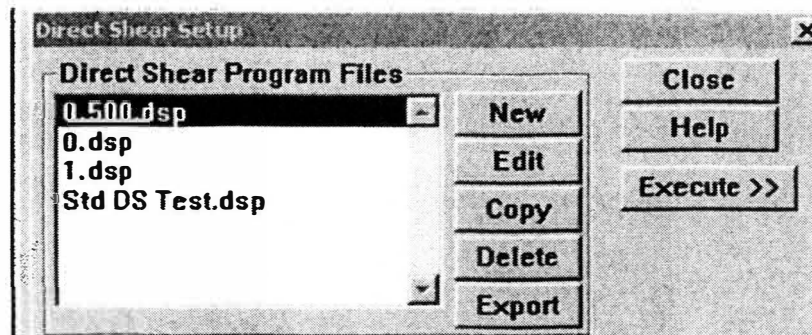 Direct Shear Setup
Direct Shear Program Files
0.500.dsp
0.dsp
1.dsp
Std DS Test.dsp
New
Edit
Copy
Delete
Export
Close
Help
Execute >>